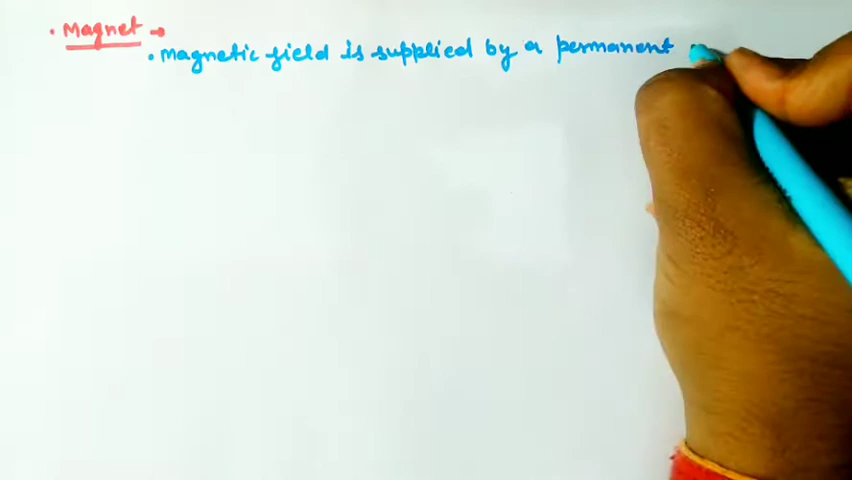 • Magnet →
• Magnetic field is supplied by a permanent